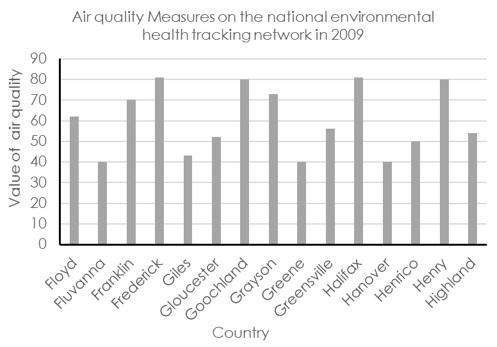 Air quality Measures on the national environmental
health tracking network in 2009
Value of air quality
90
80
70
60
50
40
30
20
10
0
Floyd
Fluvanna
Franklin
Frederick
Giles
Gloucester
Goochland
Grayson
Greene
Greensville
Halifax
Hanover
Henrico
Henry
Highland
Country